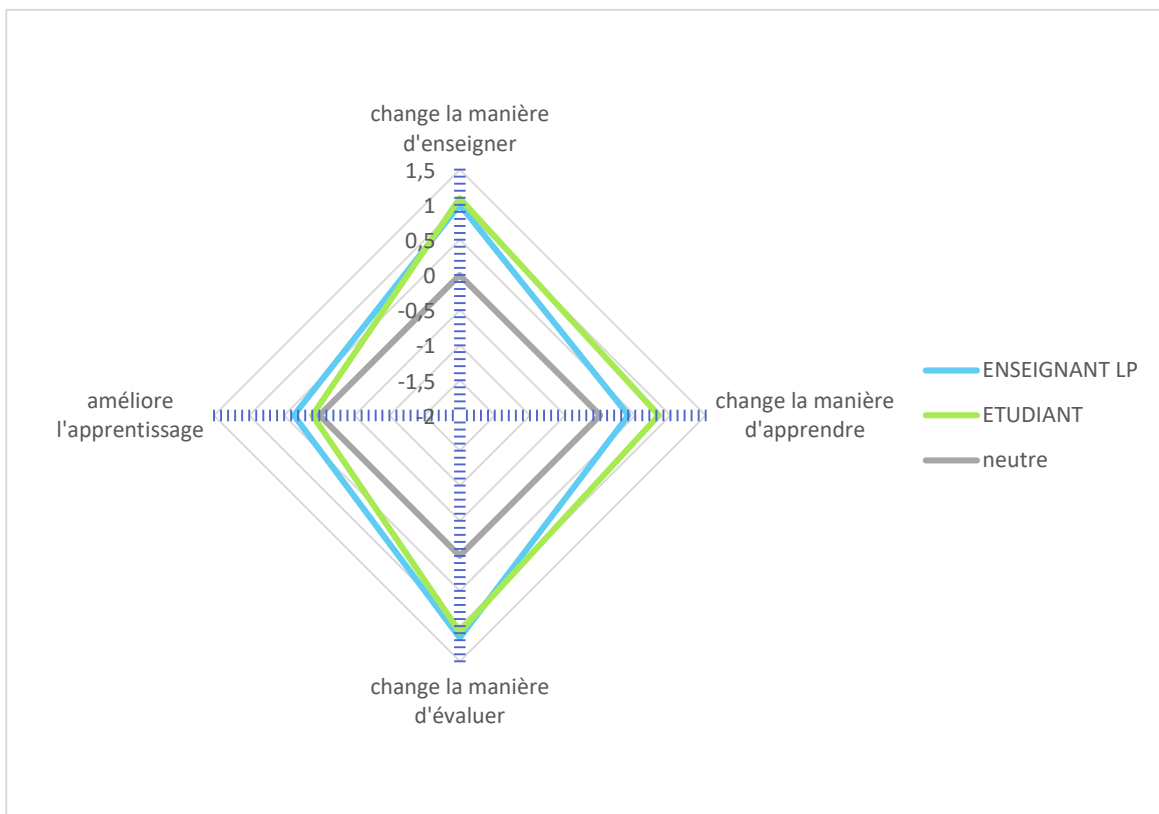 change la manière
d'enseigner
1,5
1
0,5
0
-0,5
-1
-1,5
-2
améliore
l'apprentissage
change la manière
d'apprendre
change la manière
d'évaluer
ENSEIGNANT LP
ETUDIANT
neutre